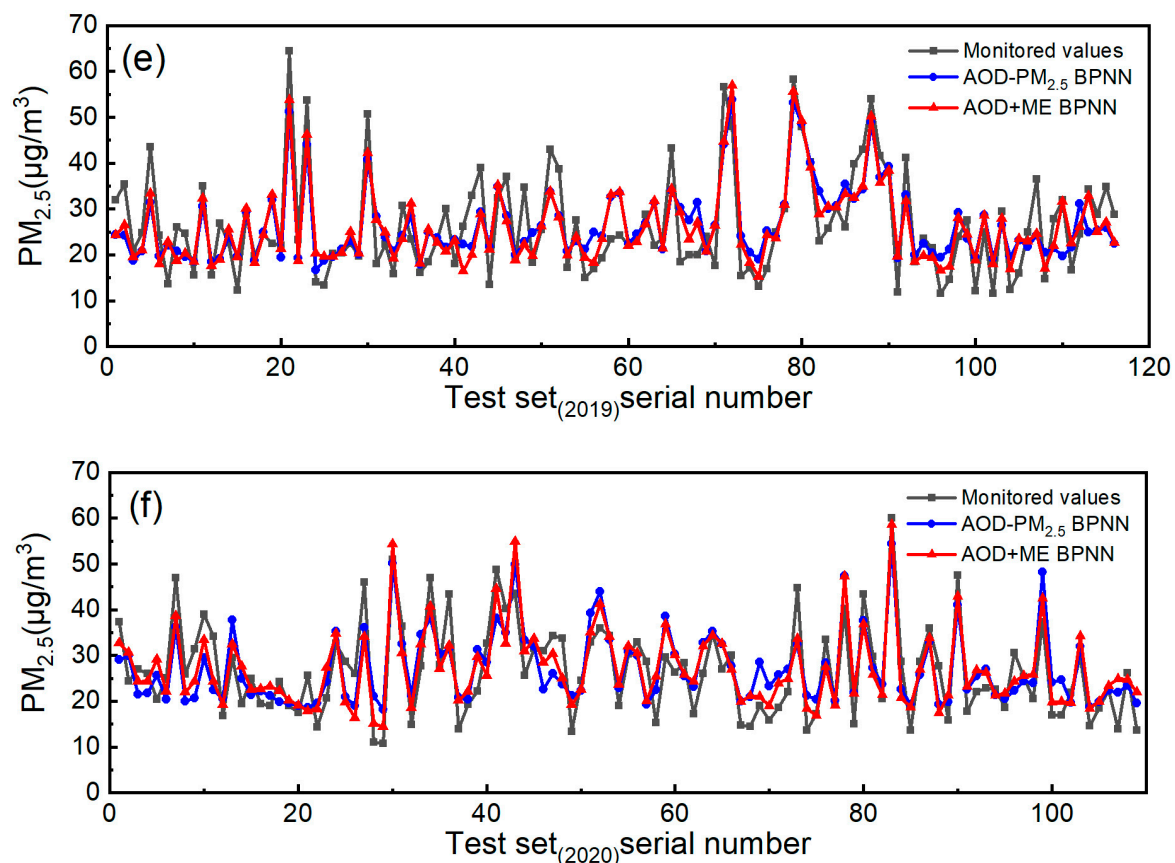 (e)
Monitored values
AOD-PM2.5 BPNN
AOD+ME BPNN
PM2.5(μg/m3)
70
60
50
40
30
20
10
0
0 20 40 60 80 100 120
Test set(2019)serial number
(f)
Monitored values
AOD-PM2.5 BPNN
AOD+ME BPNN
PM2.5(μg/m3)
70
60
50
40
30
20
10
0
0 20 40 60 80 100
Test set(2020)serial number